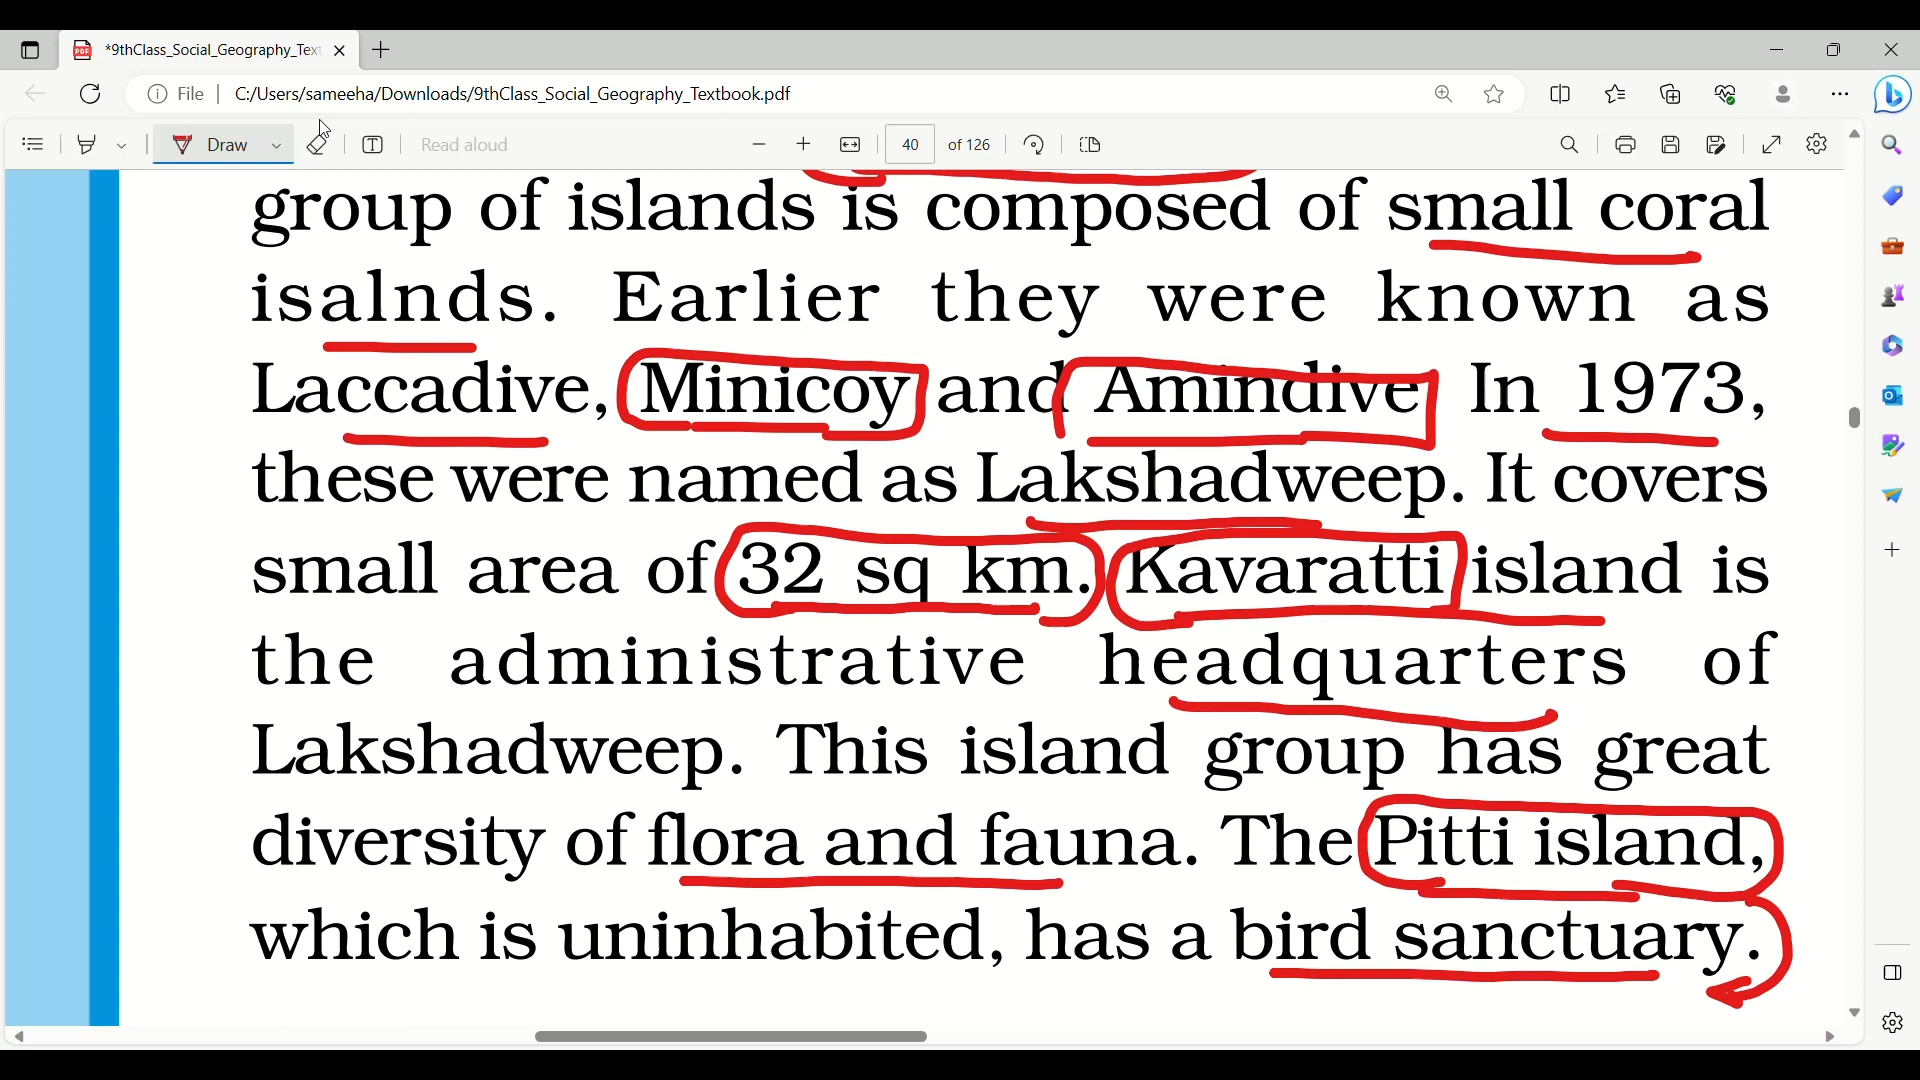 *9thClass_Social_Geography_Text
File | C:/Users/sameeha/Downloads/9thClass_Social_Geography_Textbook.pdf
Draw Read aloud 40 of 126
group of islands is composed of small coral
isalnds. Earlier they were known as
Laccadive, Minicoy and Amindive In 1973,
these were named as Lakshadweep. It covers
small area of 32 sq km. Kavaratti island is
the administrative headquarters of
Lakshadweep. This island group has great
diversity of flora and fauna. The Pitti island,
which is uninhabited, has a bird sanctuary.